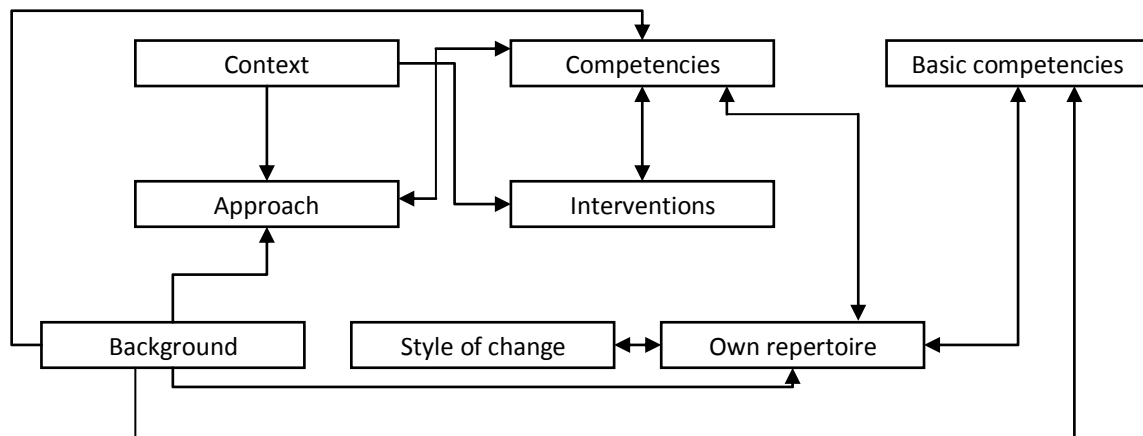 Context
Competencies
Basic competencies
Approach
Interventions
Background
Style of change
Own repertoire